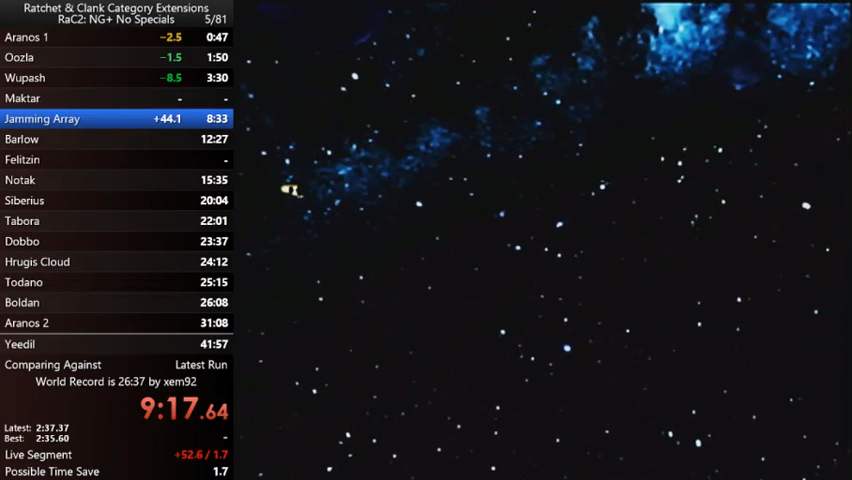 Ratchet & Clank Category Extensions
RaC2: NG+ No Specials 5/81
Aranos 1 −2.5 0:47
Oozla −1.5 1:50
Wupash −8.5 3:30
Maktar - -
Jamming Array +44.1 8:33
Barlow 12:27
Felitzin -
Notak 15:35
Siberius 20:04
Tabora 22:01
Dobbo 23:37
Hrugis Cloud 24:12
Todano 25:15
Boldan 26:08
Aranos 2 31:08
Yeedil 41:57
Comparing Against Latest Run
World Record is 26:37 by xem92
9:17.64
Latest: 2:37.37
Best: 2:35.60 -
Live Segment +52.6 / 1.7
Possible Time Save 1.7